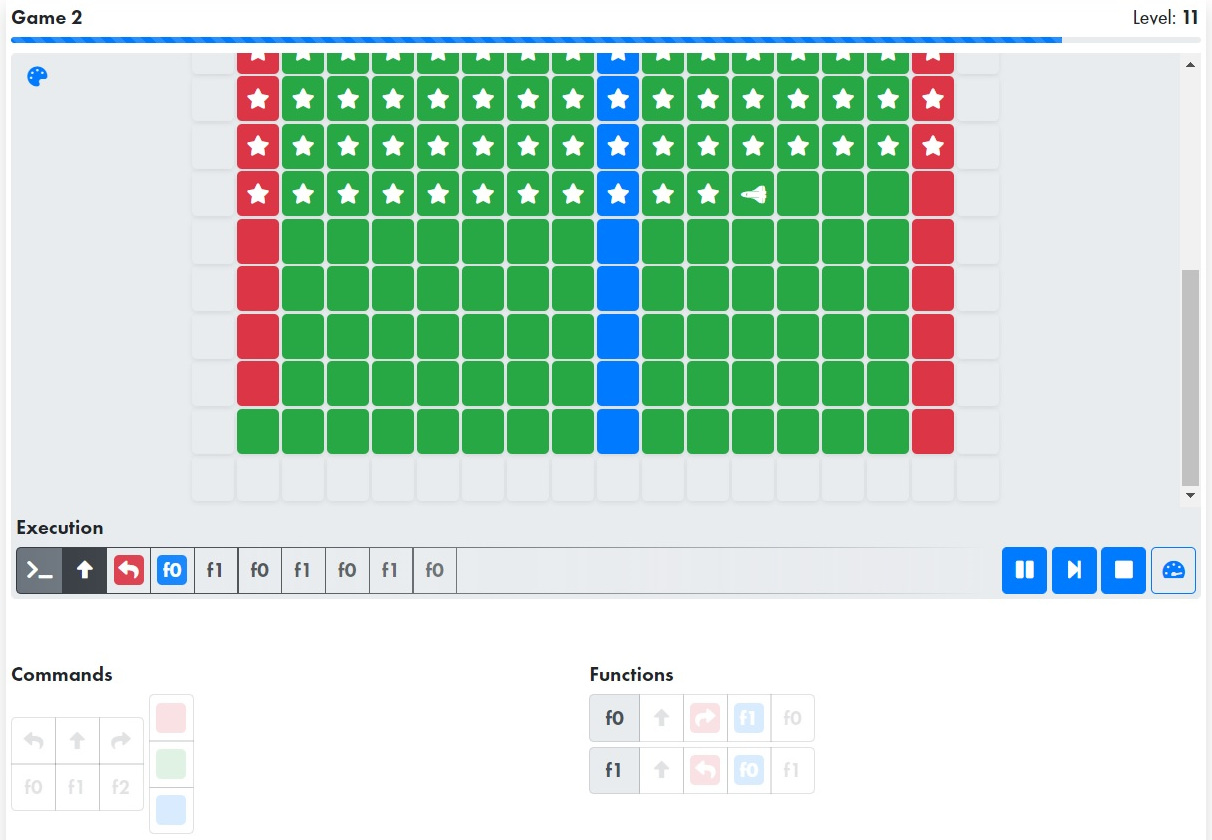 Game 2
Level: 11
Execution
f0 f1 f0 f1 f0 f1 f0
Commands
Functions
f0 f1 f0
f0 f1 f2
f1 f0 f1